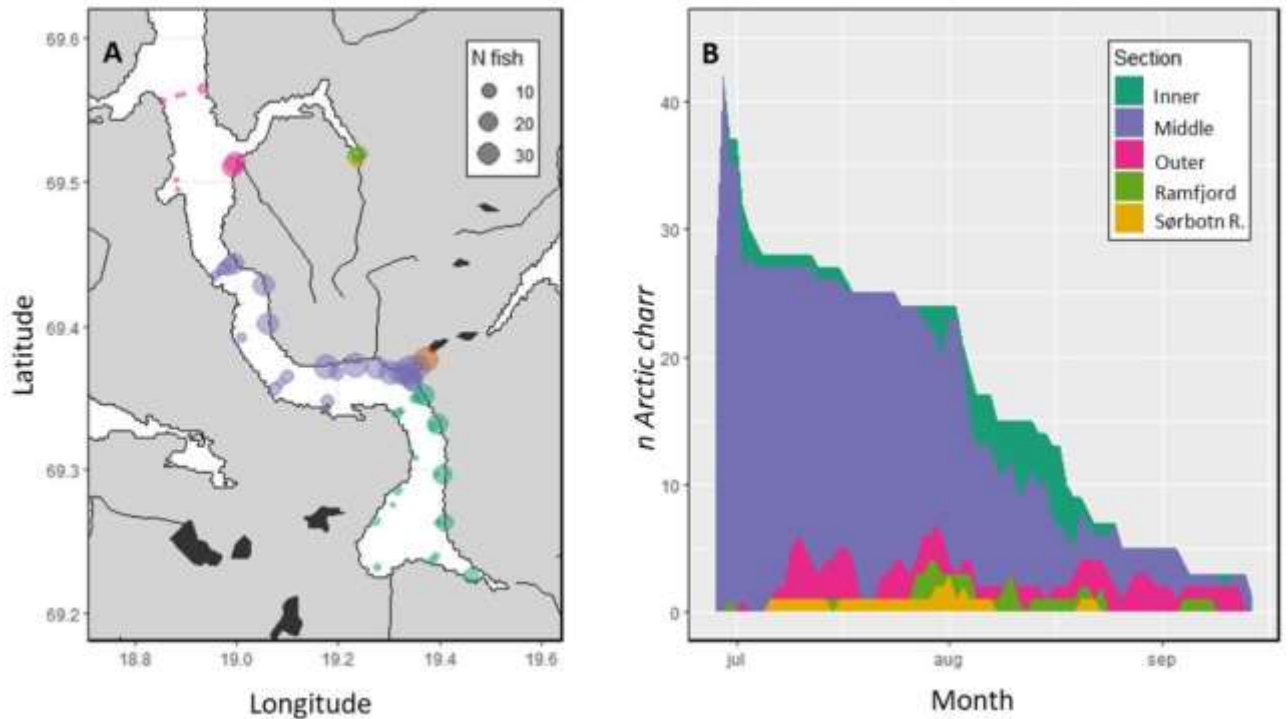 A
N fish
10
20
30
69.6
69.5
69.4
69.3
69.2
Latitude
18.8 19.0 19.2 19.4 19.6
Longitude
B
Section
Inner
Middle
Outer
Ramfjord
Sørbotn R.
40
30
20
10
0
n Arctic charr
jul aug sep
Month